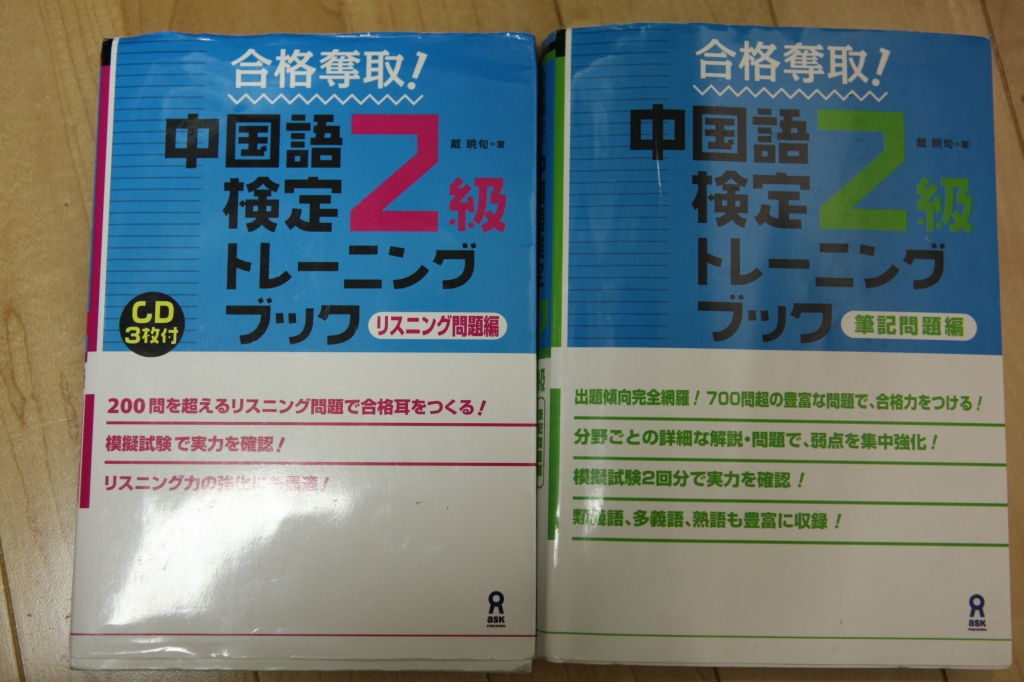 合格奪取!
中国語
検定2級
戴 暁旬・著
トレーニング
ブック リスニング問題編
CD
3枚付
200問を超えるリスニング問題で合格耳をつくる!
模擬試験で実力を確認!
リスニング力の強化にも最適!
ask
PUBLISHING
合格奪取!
中国語
検定2級
戴 暁旬・著
トレーニング
ブック 筆記問題編
出題傾向完全網羅!700問超の豊富な問題で、合格力をつける!
分野ごとの詳細な解説・問題で、弱点を集中強化!
模擬試験2回分で実力を確認!
類義語、多義語、熟語も豊富に収録!
ask
PUBLISHING